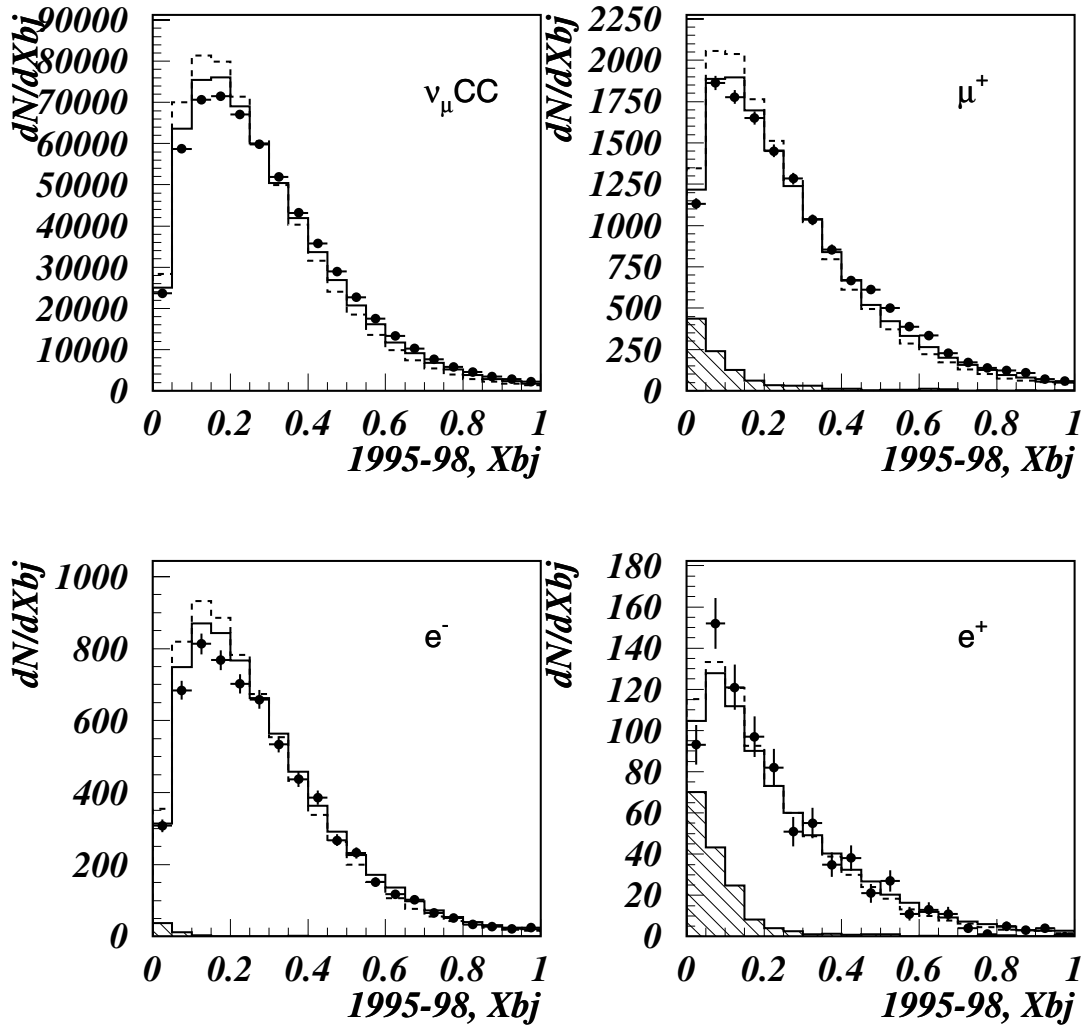 dN/dXbj
90000
80000
70000
60000
50000
40000
30000
20000
10000
0
ν_μCC
0 0.2 0.4 0.6 0.8 1
1995-98, Xbj
dN/dXbj
2250
2000
1750
1500
1250
1000
750
500
250
0
μ⁺
0 0.2 0.4 0.6 0.8 1
1995-98, Xbj
dN/dXbj
1000
800
600
400
200
0
e⁻
0 0.2 0.4 0.6 0.8 1
1995-98, Xbj
dN/dXbj
180
160
140
120
100
80
60
40
20
0
e⁺
0 0.2 0.4 0.6 0.8 1
1995-98, Xbj